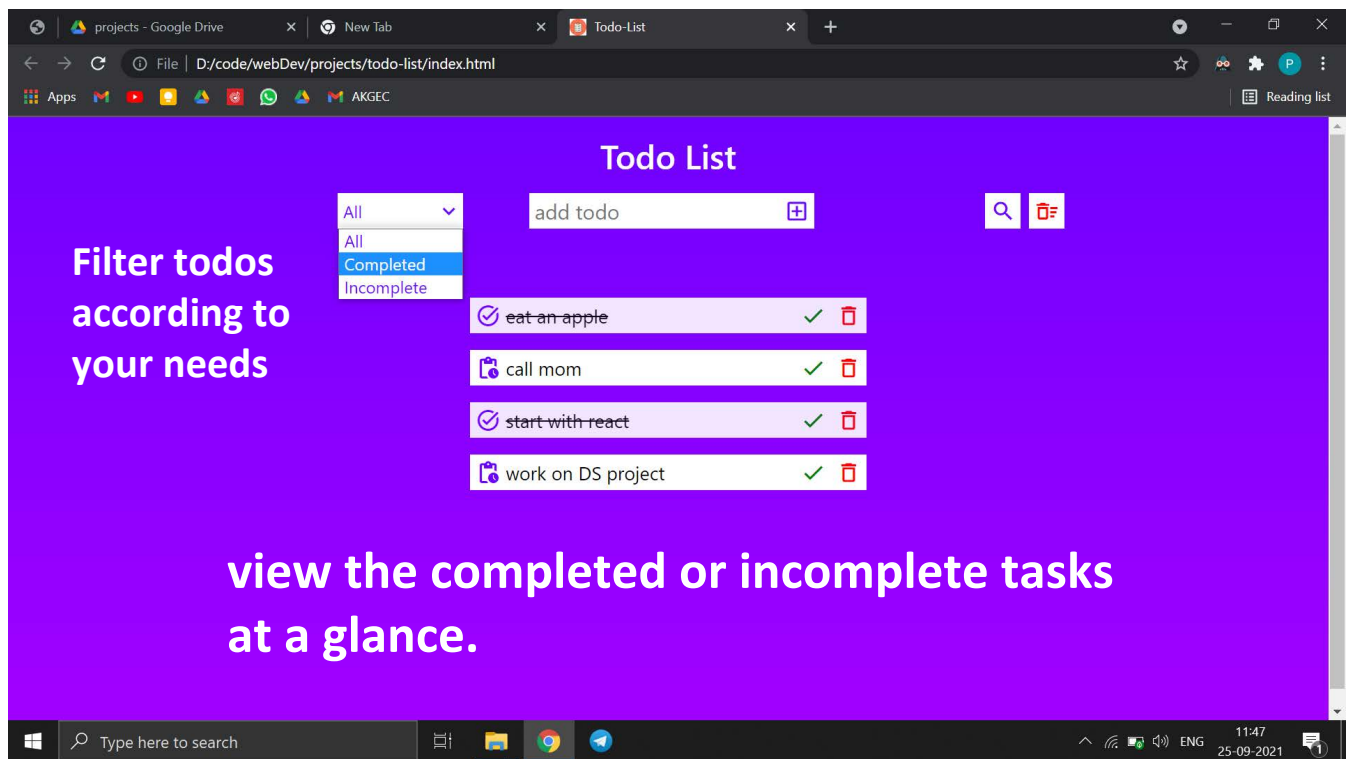 projects - Google Drive
New Tab
Todo-List
File
D:/code/webDev/projects/todo-list/index.html
P
Apps
AKGEC
Reading list
Todo List
All
add todo
All
Completed
Incomplete
Filter todos
according to
your needs
eat an apple
call mom
start with react
work on DS project
view the completed or incomplete tasks
at a glance.
Type here to search
ENG
11:47
25-09-2021
1